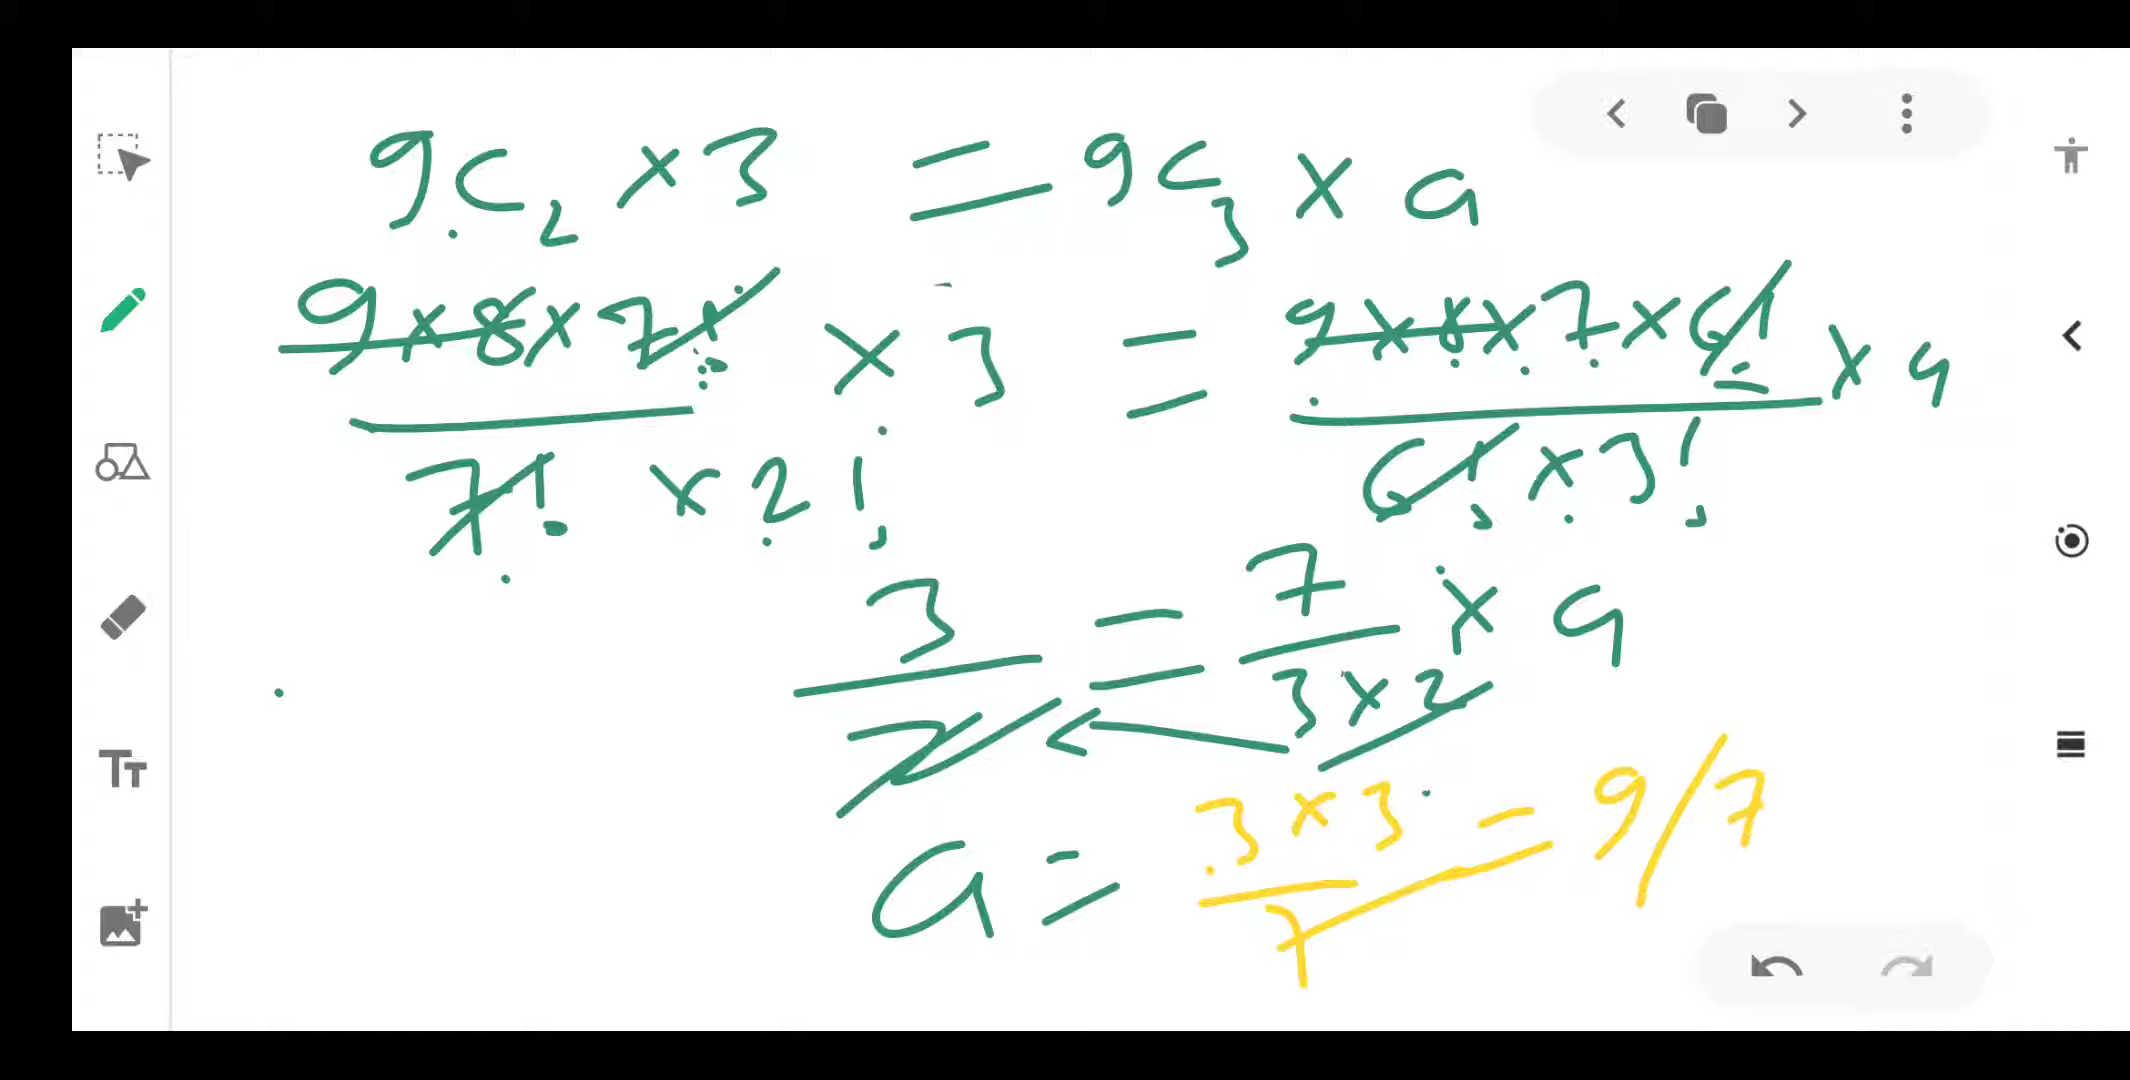 9C2 × 3 = 9C3 × a
9×8×7! / 7! × 2! × 3 = 9×8×7×6! / 6! × 3! × a
3/2 = 7/3×2 × a
a = 3×3/7 = 9/7
Tт